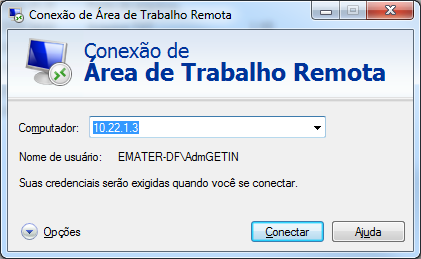 Conexão de Área de Trabalho Remota
Conexão de
Área de Trabalho Remota
Computador: 10.22.1.3
Nome de usuário: EMATER-DF\AdmGETIN
Suas credenciais serão exigidas quando você se conectar.
Opções Conectar Ajuda